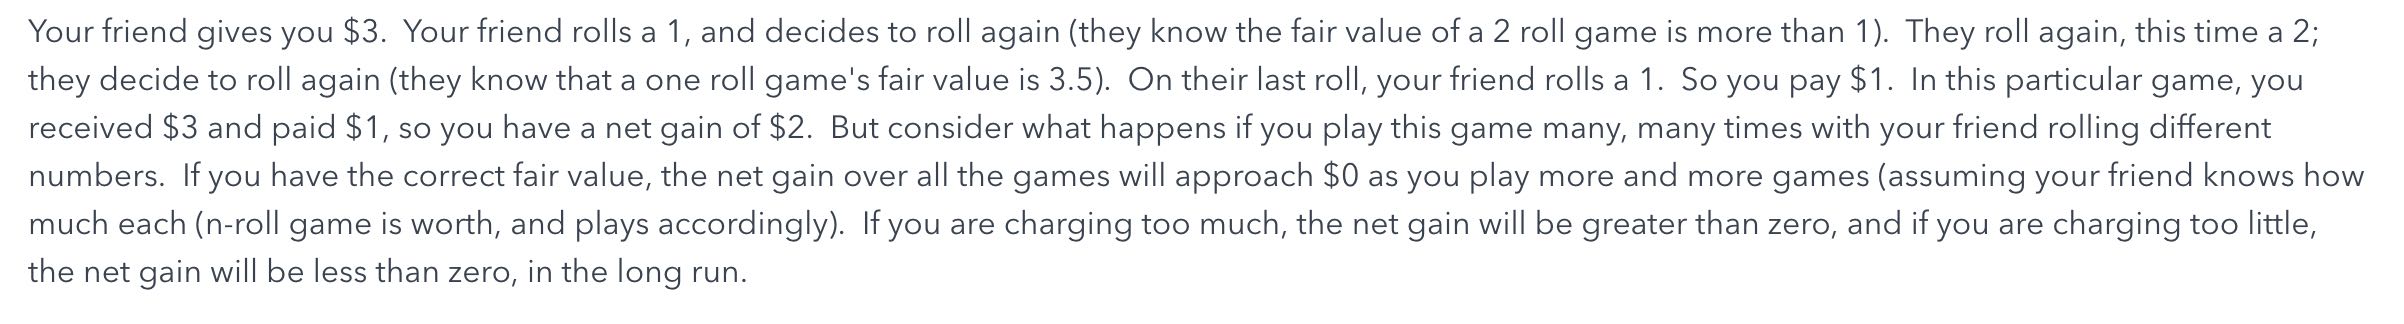 Your friend gives you $3.  Your friend rolls a 1, and decides to roll again (they know the fair value of a 2 roll game is more than 1).  They roll again, this time a 2;
they decide to roll again (they know that a one roll game's fair value is 3.5).  On their last roll, your friend rolls a 1.  So you pay $1.  In this particular game, you
received $3 and paid $1, so you have a net gain of $2.  But consider what happens if you play this game many, many times with your friend rolling different
numbers.  If you have the correct fair value, the net gain over all the games will approach $0 as you play more and more games (assuming your friend knows how
much each (n-roll game is worth, and plays accordingly).  If you are charging too much, the net gain will be greater than zero, and if you are charging too little,
the net gain will be less than zero, in the long run.